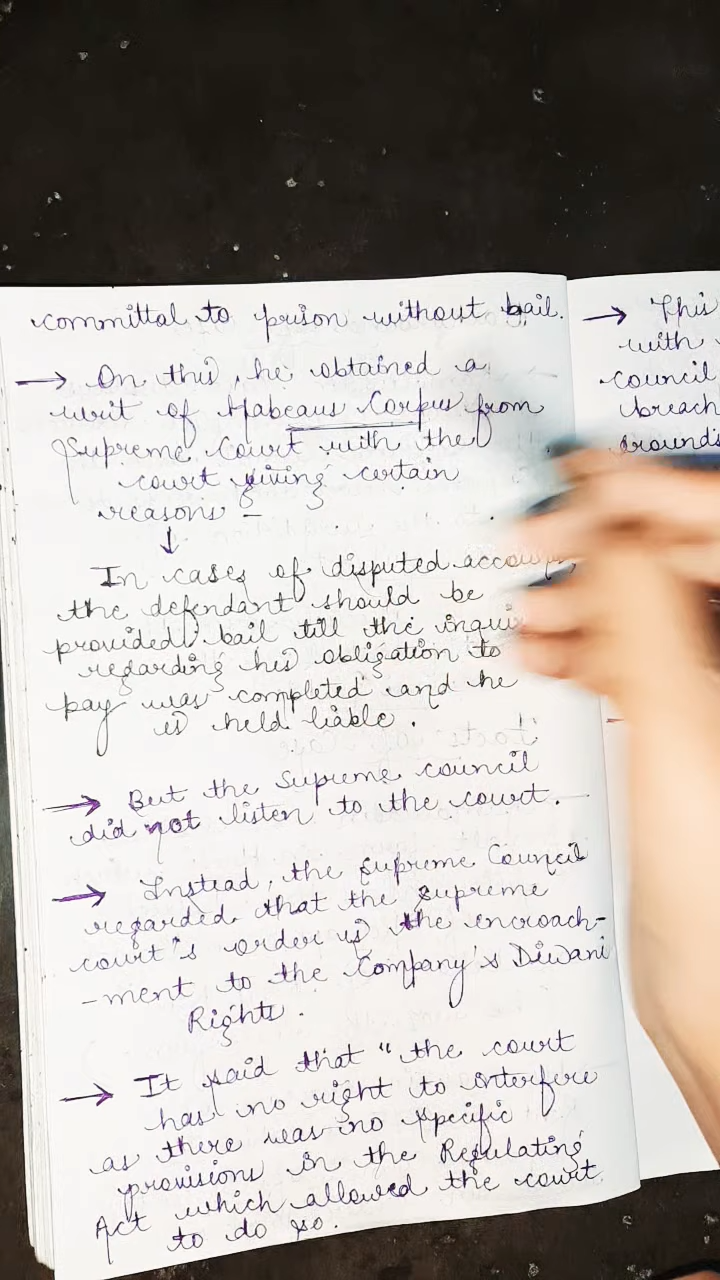 committal to prison without bail.
→ On this, he obtained a
writ of Habeaus Corpus from
Supreme Court with the
court giving certain
reasons –
↓
In cases of disputed
the defendant should be
provided bail till the
regarding his obligation to
pay was completed and he
is held liable.
→ But the Supreme council
did not listen to the court.
→ Instead, the Supreme Council
regarded that the supreme
court's order is the encroach-
-ment to the Company's Diwani
Rights.
→ It said that "the court
has no right to interfere
as there was no specific
provisions in the Regulating
Act which allowed the court
to do so.
→ This
with
council
breach
grounds